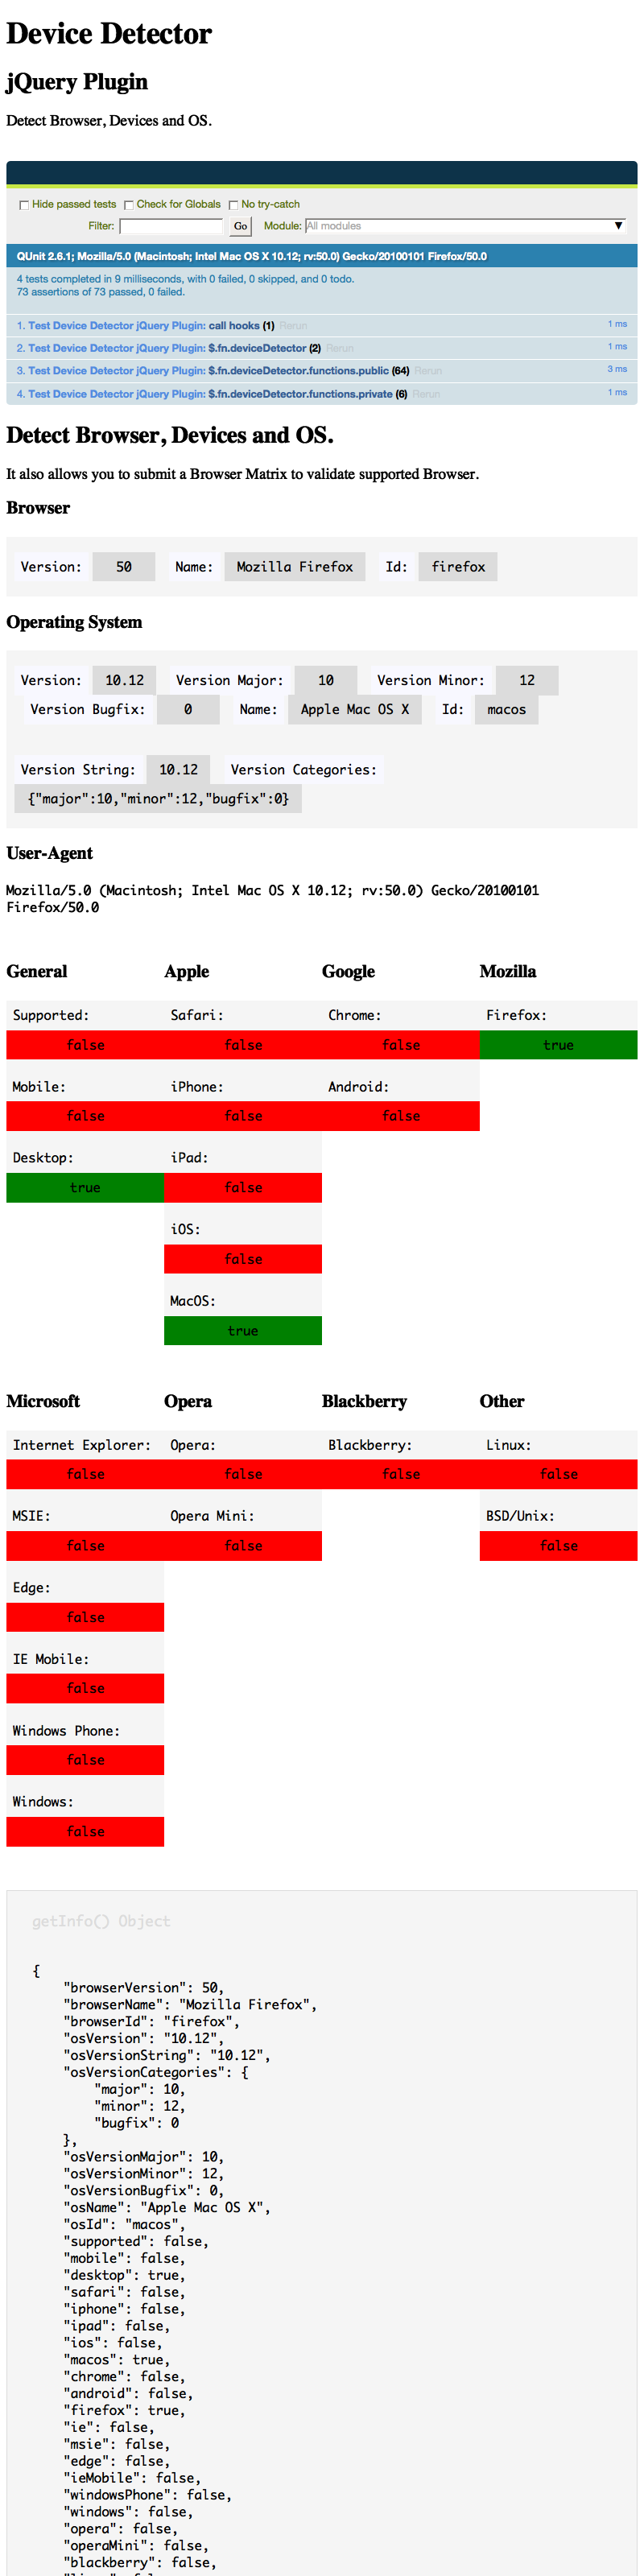 Device Detector
jQuery Plugin
Detect Browser, Devices and OS.
Hide passed tests Check for Globals No try-catch
Filter: Go Module: All modules ▼
QUnit 2.6.1; Mozilla/5.0 (Macintosh; Intel Mac OS X 10.12; rv:50.0) Gecko/20100101 Firefox/50.0
4 tests completed in 9 milliseconds, with 0 failed, 0 skipped, and 0 todo.
73 assertions of 73 passed, 0 failed.
1. Test Device Detector jQuery Plugin: call hooks (1) Rerun 1 ms
2. Test Device Detector jQuery Plugin: $.fn.deviceDetector (2) Rerun 1 ms
3. Test Device Detector jQuery Plugin: $.fn.deviceDetector.functions.public (64) Rerun 3 ms
4. Test Device Detector jQuery Plugin: $.fn.deviceDetector.functions.private (6) Rerun 1 ms
Detect Browser, Devices and OS.
It also allows you to submit a Browser Matrix to validate supported Browser.
Browser
Version: 50 Name: Mozilla Firefox Id: firefox
Operating System
Version: 10.12 Version Major: 10 Version Minor: 12
Version Bugfix: 0 Name: Apple Mac OS X Id: macos
Version String: 10.12 Version Categories:
{"major":10,"minor":12,"bugfix":0}
User-Agent
Mozilla/5.0 (Macintosh; Intel Mac OS X 10.12; rv:50.0) Gecko/20100101
Firefox/50.0
General Apple Google Mozilla
Supported: Safari: Chrome: Firefox:
false false false true
Mobile: iPhone: Android:
false false false
Desktop: iPad:
true false
iOS:
false
MacOS:
true
Microsoft Opera Blackberry Other
Internet Explorer: Opera: Blackberry: Linux:
false false false false
MSIE: Opera Mini: BSD/Unix:
false false false
Edge:
false
IE Mobile:
false
Windows Phone:
false
Windows:
false
getInfo() Object
{
"browserVersion": 50,
"browserName": "Mozilla Firefox",
"browserId": "firefox",
"osVersion": "10.12",
"osVersionString": "10.12",
"osVersionCategories": {
"major": 10,
"minor": 12,
"bugfix": 0
},
"osVersionMajor": 10,
"osVersionMinor": 12,
"osVersionBugfix": 0,
"osName": "Apple Mac OS X",
"osId": "macos",
"supported": false,
"mobile": false,
"desktop": true,
"safari": false,
"iphone": false,
"ipad": false,
"ios": false,
"macos": true,
"chrome": false,
"android": false,
"firefox": true,
"ie": false,
"msie": false,
"edge": false,
"ieMobile": false,
"windowsPhone": false,
"windows": false,
"opera": false,
"operaMini": false,
"blackberry": false,